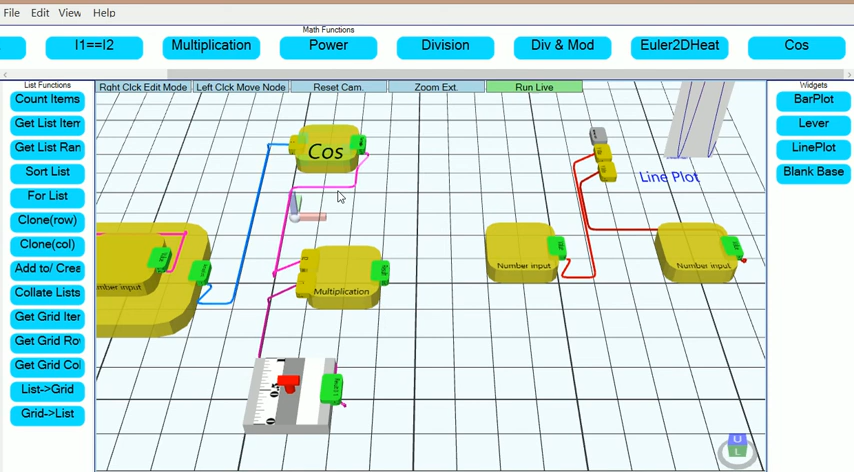 File Edit View Help
Math Functions
I1==I2 Multiplication Power Division Div & Mod Euler2DHeat Cos
List Functions
Rght Clck Edit Mode Left Clck Move Node Reset Cam. Zoom Ext. Run Live
Widgets
Count Items
Get List Item
Get List Ran
Sort List
For List
Clone(row)
Clone(col)
Add to/ Crea
Collate Lists
Get Grid Iter
Get Grid Ro
Get Grid Col
List->Grid
Grid->List
BarPlot
Lever
LinePlot
Blank Base
Cos
Line Plot
Number input
Number input
Multiplication
1
0.5
0
U
L